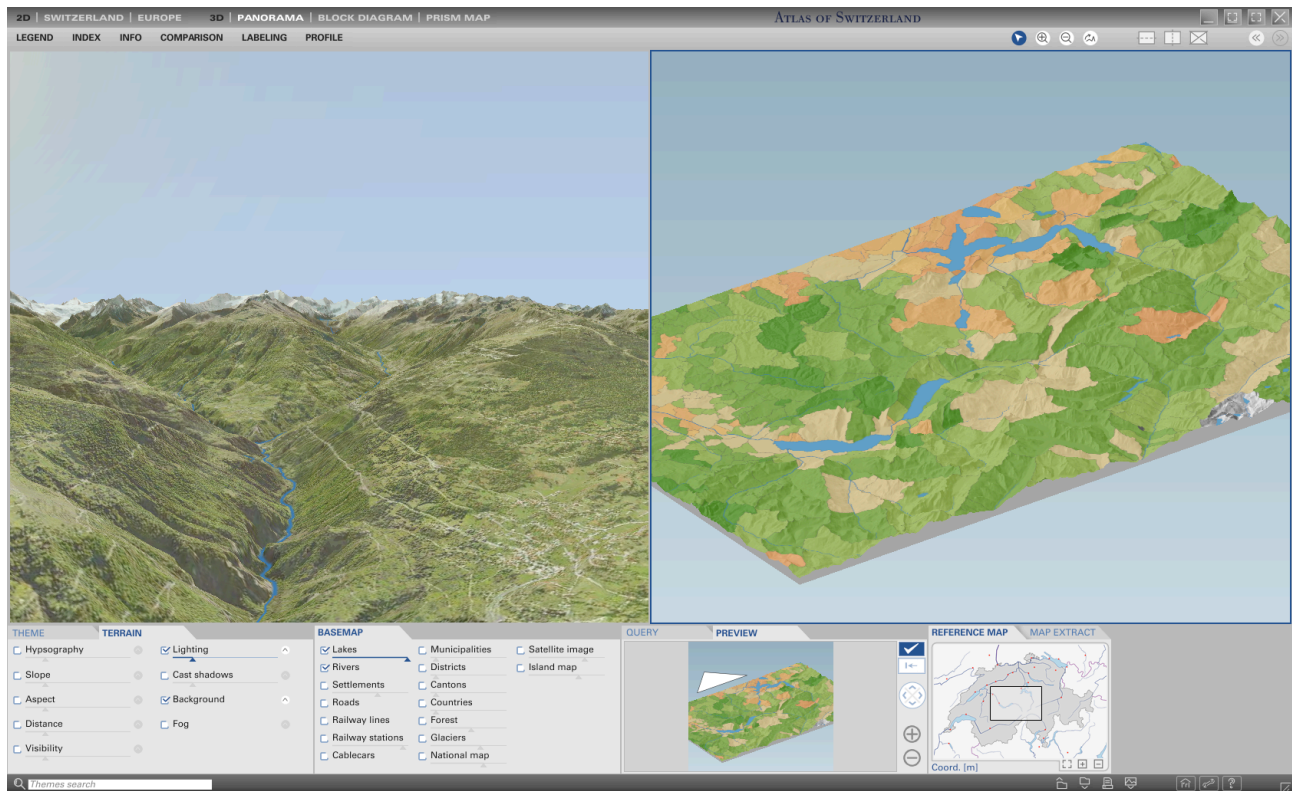 2D | SWITZERLAND | EUROPE 3D | PANORAMA | BLOCK DIAGRAM | PRISM MAP ATLAS OF SWITZERLAND
LEGEND INDEX INFO COMPARISON LABELING PROFILE
THEME TERRAIN
Hypsography Lighting
Slope Cast shadows
Aspect Background
Distance Fog
Visibility
BASEMAP
Lakes Municipalities Satellite image
Rivers Districts Island map
Settlements Cantons
Roads Countries
Railway lines Forest
Railway stations Glaciers
Cablecars National map
QUERY PREVIEW
REFERENCE MAP MAP EXTRACT
Coord. [m]
Themes search